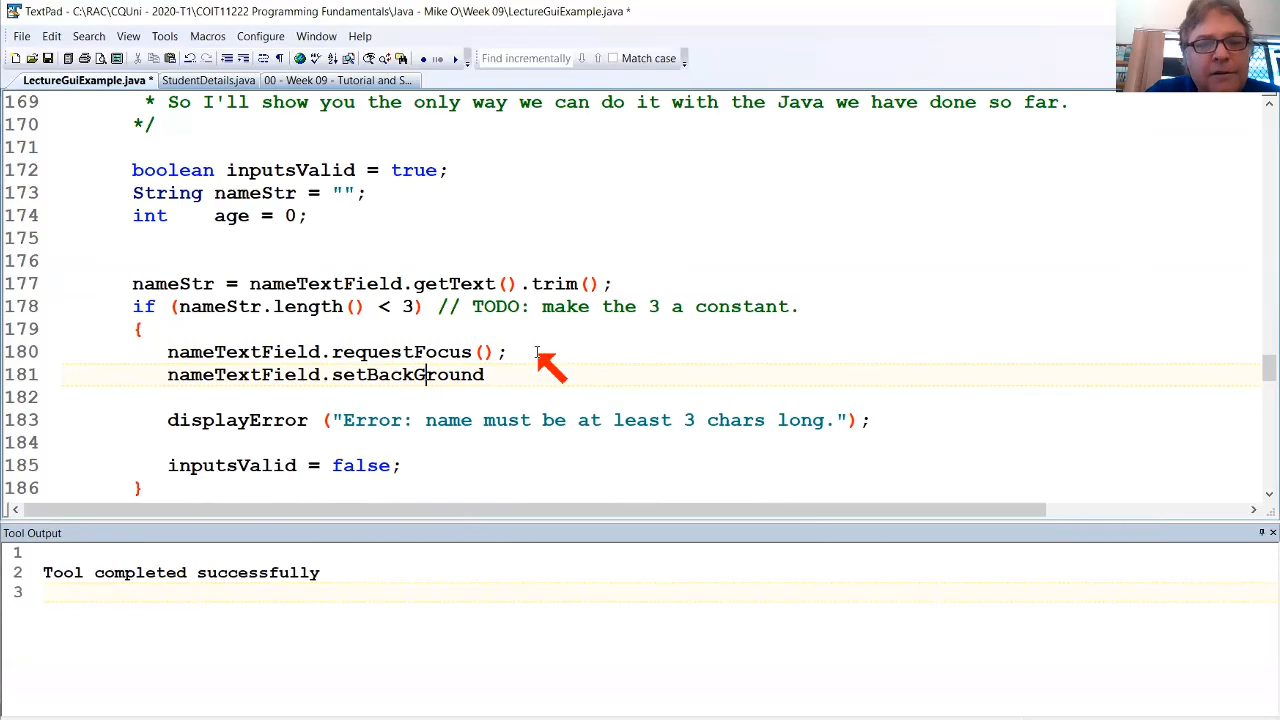 TextPad - C:\RAC\CQUni - 2020-T1\COIT11222 Programming Fundamentals\Java - Mike O\Week 09\LectureGuiExample.java *
File Edit Search View Tools Macros Configure Window Help
Find incrementally Match case
LectureGuiExample.java * StudentDetails.java 00 - Week 09 - Tutorial and S...
169 * So I'll show you the only way we can do it with the Java we have done so far.
170 */
171
172 boolean inputsValid = true;
173 String nameStr = "";
174 int age = 0;
175
176
177 nameStr = nameTextField.getText().trim();
178 if (nameStr.length() < 3) // TODO: make the 3 a constant.
179 {
180 nameTextField.requestFocus();
181 nameTextField.setBackGround
182
183 displayError ("Error: name must be at least 3 chars long.");
184
185 inputsValid = false;
186 }
Tool Output
1
2 Tool completed successfully
3